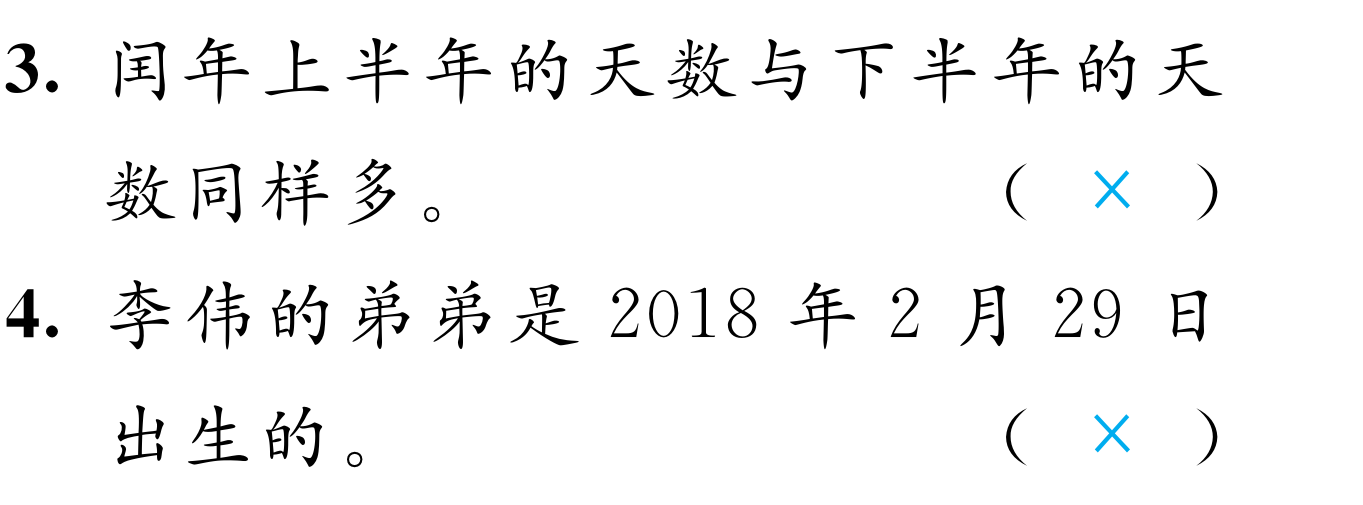 3. 闰年上半年的天数与下半年的天
数同样多。 ( × )
4. 李伟的弟弟是 2018 年 2 月 29 日
出生的。 ( × )